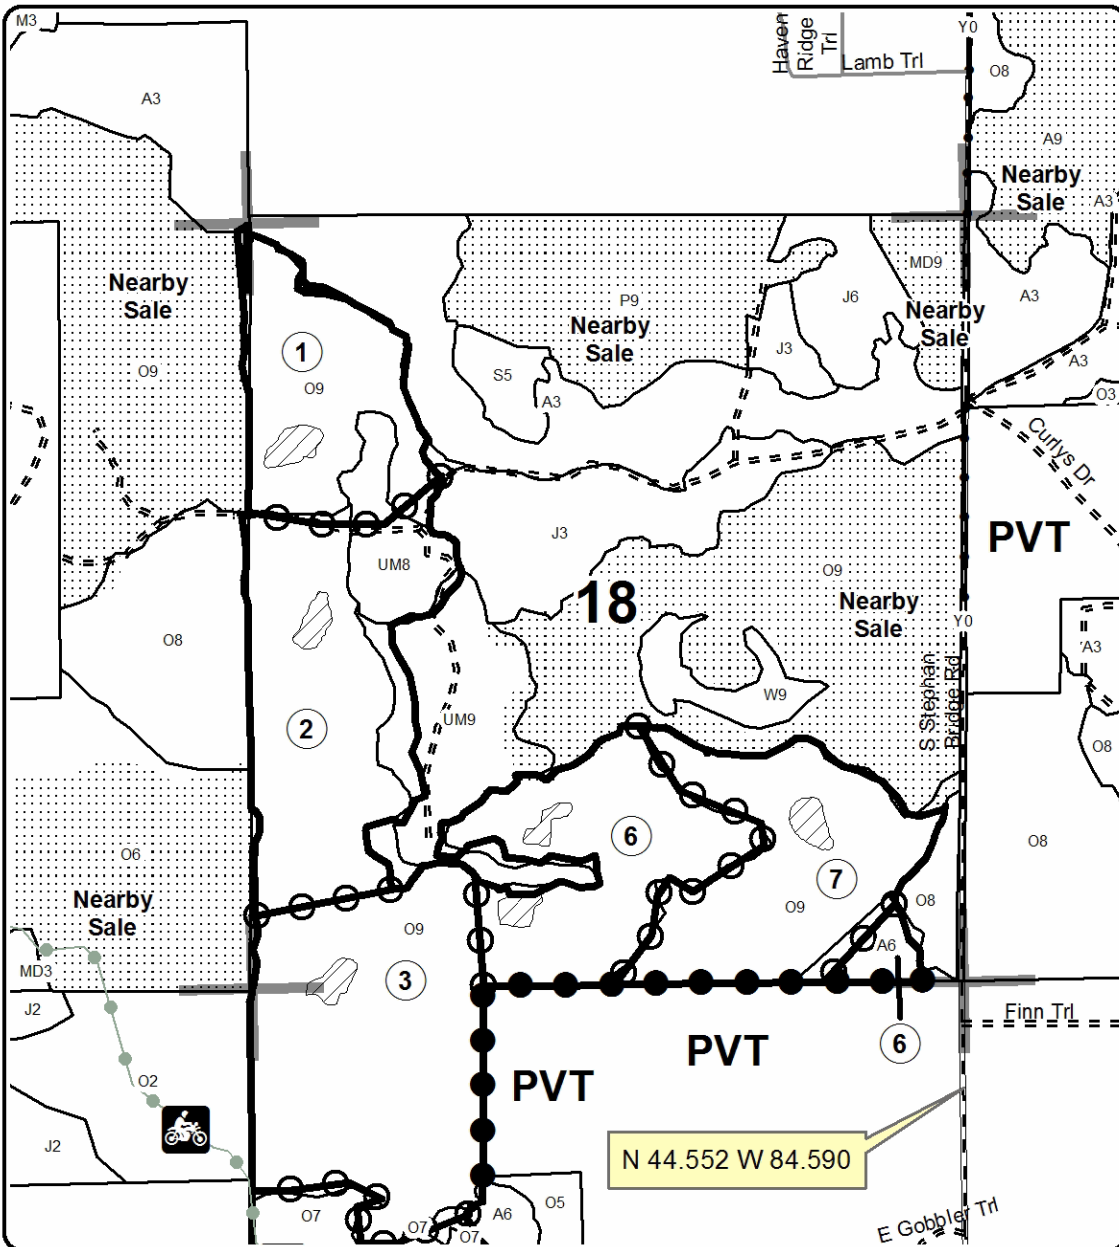 M3
Haven
Ridge
Trl
Lamb Trl
Y0
O8
A3
A9
Nearby
Sale
A3
Nearby
Sale
MD9
A3
P9
Nearby
Sale
J6
Nearby
Sale
J3
A3
O3
1
O9
O9
S5
A3
Curlys Dr
PVT
J3
UM8
O9
18
Nearby
Sale
Y0
O8
A3
S Stephan
Bridge Rd
W9
UM9
2
O8
O6
6
O8
7
Nearby
Sale
O9
O9
O8
A6
MD3
3
J2
Finn Trl
PVT
6
PVT
O2
J2
N 44.552 W 84.590
O7
O7
O7
A6
O5
E Gobbler Trl